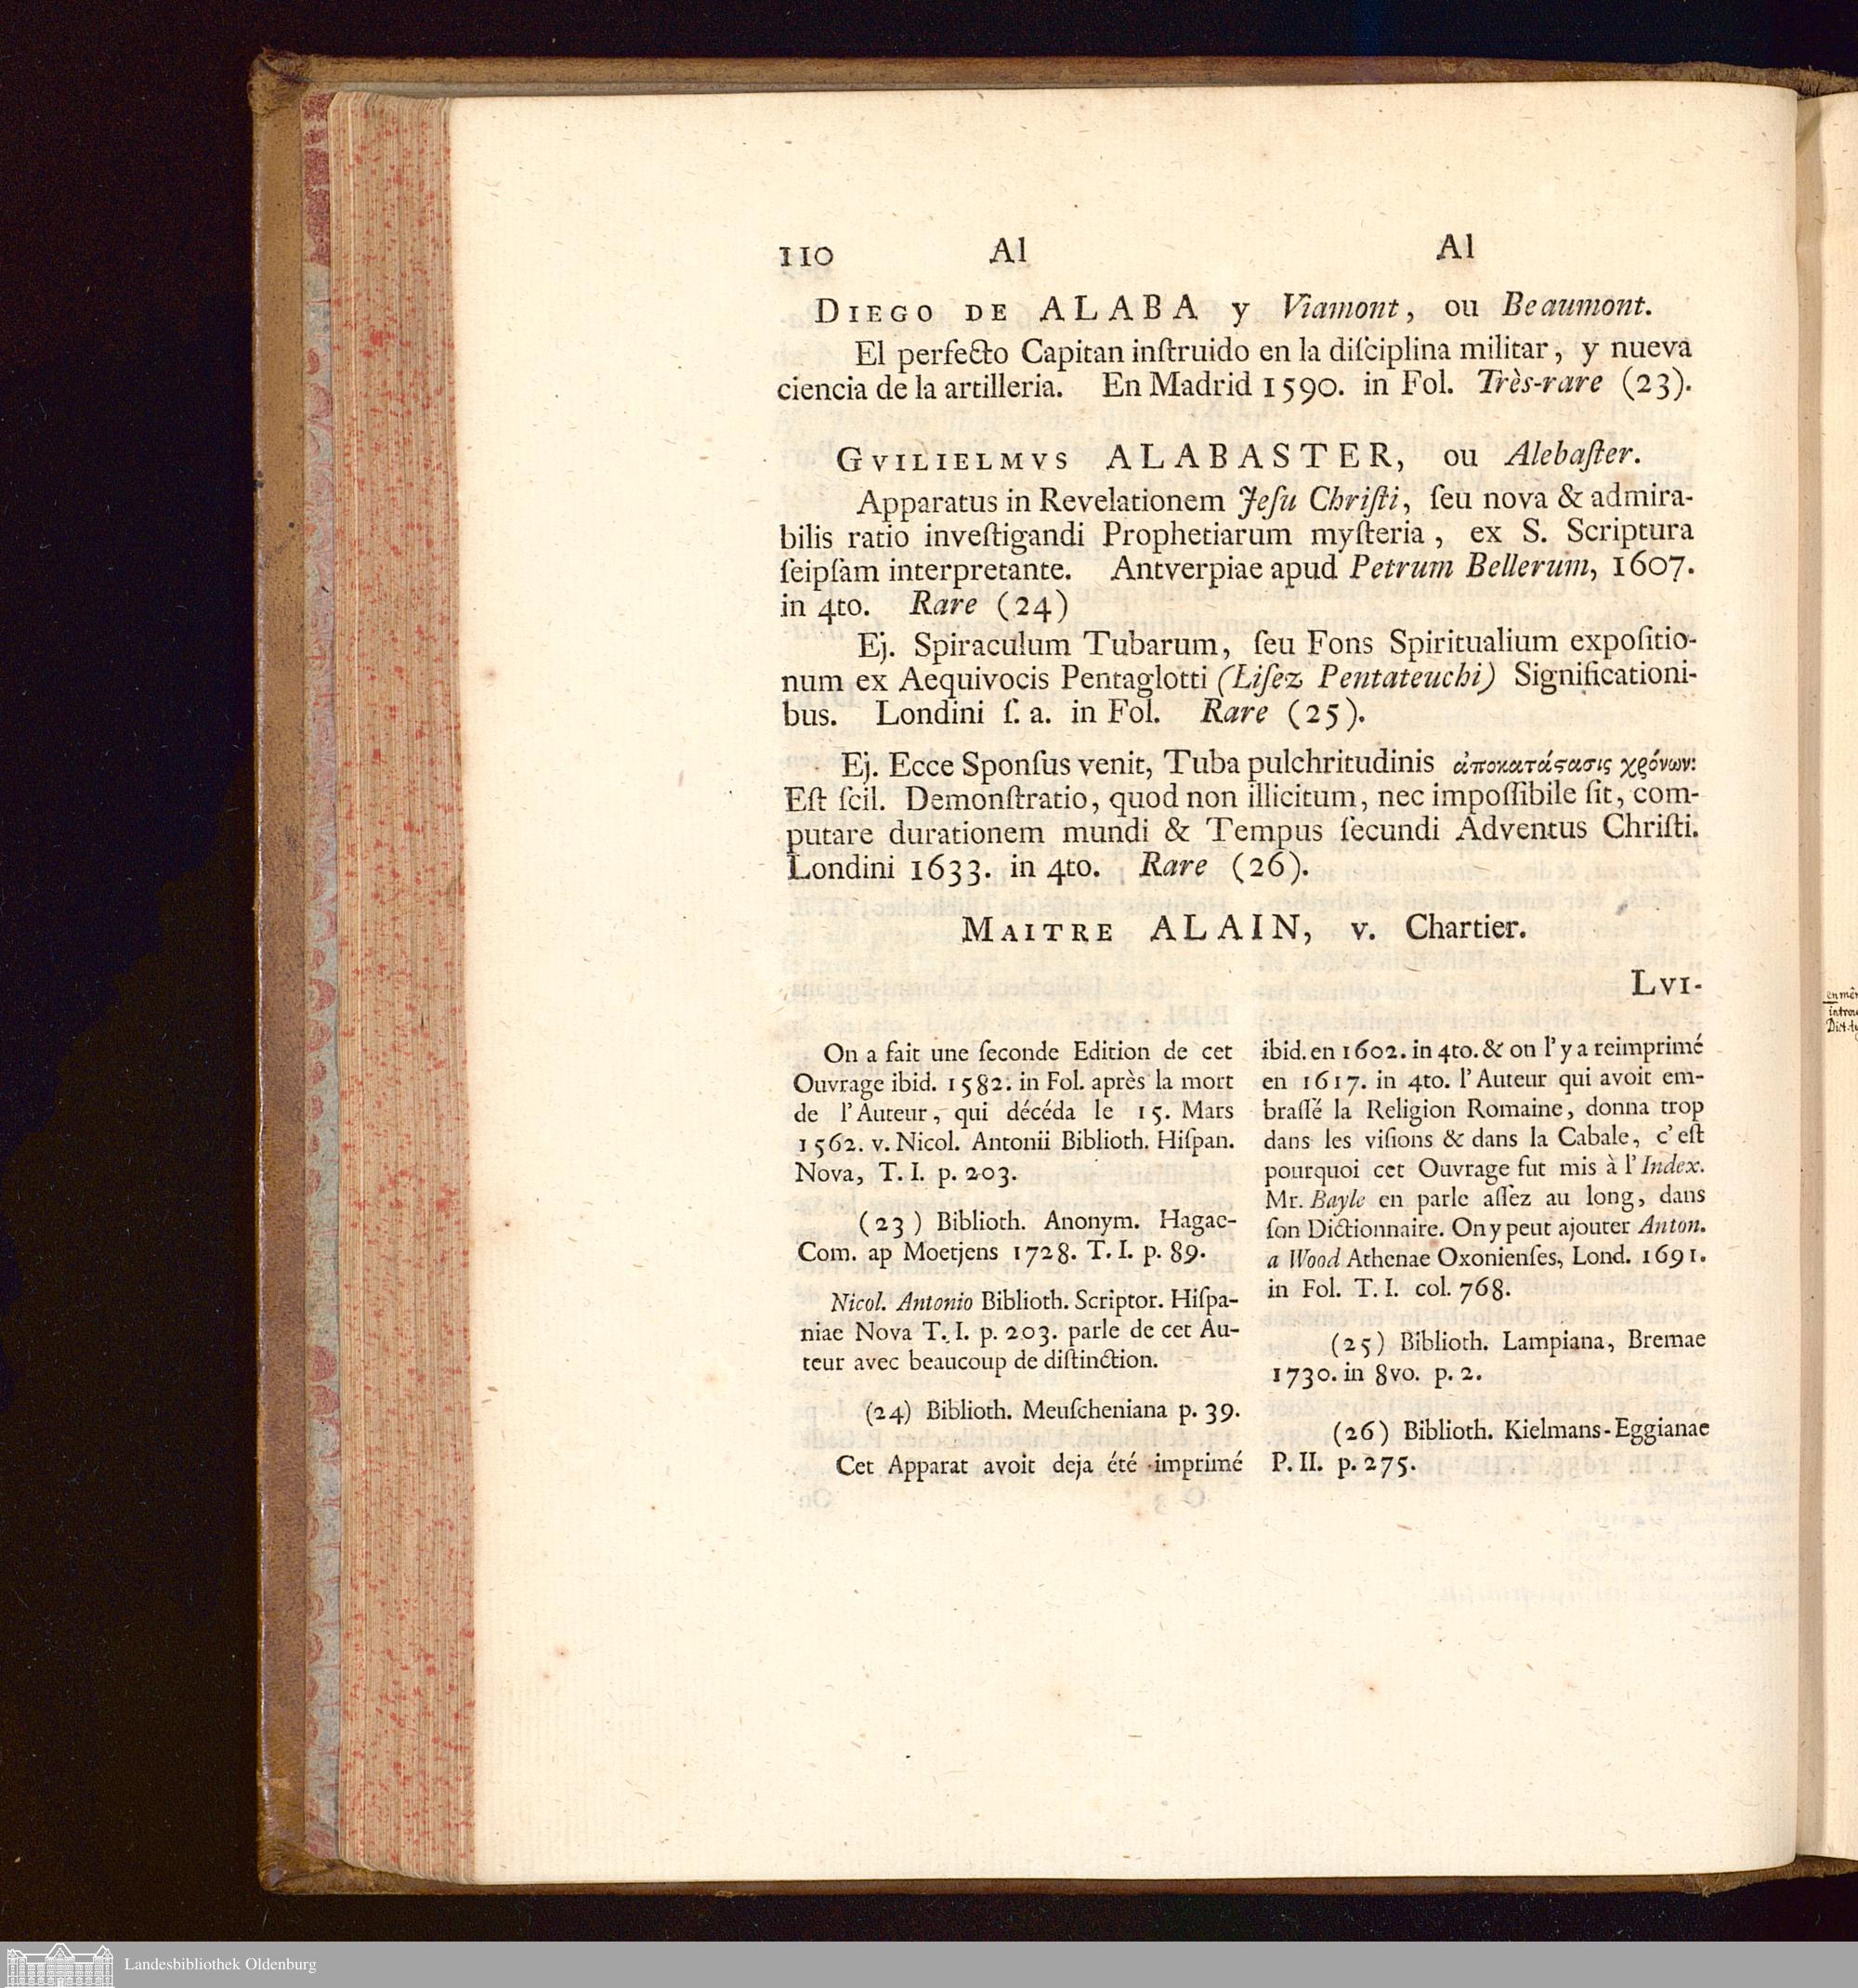 110 Al Al
DIEGO DE ALABA y Viamont, ou Beaumont.
El perfecto Capitan inſtruido en la diſciplina militar, y nueva
ciencia de la artilleria. En Madrid 1590. in Fol. Très-rare (23).
GVILIELMVS ALABASTER, ou Alebaſter.
Apparatus in Revelationem Jeſu Chriſti, ſeu nova & admira-
bilis ratio inveſtigandi Prophetiarum myſteria, ex S. Scriptura
ſeipſam interpretante. Antverpiae apud Petrum Bellerum, 1607.
in 4to. Rare (24)
Ej. Spiraculum Tubarum, ſeu Fons Spiritualium expoſitio-
num ex Aequivocis Pentaglotti (Liſez Pentateuchi) Significationi-
bus. Londini ſ. a. in Fol. Rare (25).
Ej. Ecce Sponſus venit, Tuba pulchritudinis ἀποκατάϛασις χρόνων:
Eſt ſcil. Demonſtratio, quod non illicitum, nec impoſſibile ſit, com-
putare durationem mundi & Tempus ſecundi Adventus Chriſti.
Londini 1633. in 4to. Rare (26).
MAITRE ALAIN, v. Chartier.
LVI-
On a fait une ſeconde Edition de cet
Ouvrage ibid. 1582. in Fol. après la mort
de l'Auteur, qui décéda le 15. Mars
1562. v. Nicol. Antonii Biblioth. Hiſpan.
Nova, T. I. p. 203.
(23) Biblioth. Anonym. Hagae-
Com. ap Moetjens 1728. T. I. p. 89.
Nicol. Antonio Biblioth. Scriptor. Hiſpa-
niae Nova T. I. p. 203. parle de cet Au-
teur avec beaucoup de diſtinction.
(24) Biblioth. Meuſcheniana p. 39.
Cet Apparat avoit deja été imprimé
ibid. en 1602. in 4to. & on l'y a reimprimé
en 1617. in 4to. l'Auteur qui avoit em-
braſſé la Religion Romaine, donna trop
dans les viſions & dans la Cabale, c'eſt
pourquoi cet Ouvrage fut mis à l'Index.
Mr. Bayle en parle aſſez au long, dans
ſon Dictionnaire. On y peut ajouter Anton.
a Wood Athenae Oxonienſes, Lond. 1691.
in Fol. T. I. col. 768.
(25) Biblioth. Lampiana, Bremae
1730. in 8vo. p. 2.
(26) Biblioth. Kielmans-Eggianae
P. II. p. 275.
Landesbibliothek Oldenburg